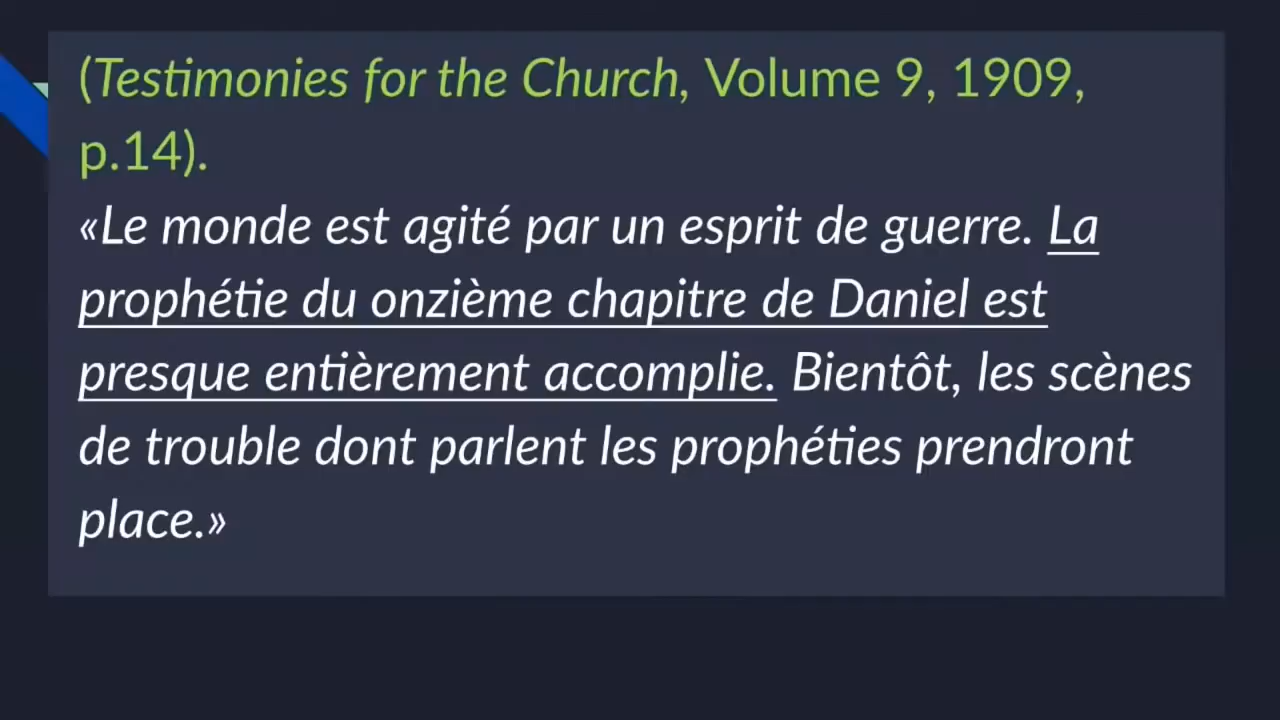 (Testimonies for the Church, Volume 9, 1909,
p.14).
«Le monde est agité par un esprit de guerre. La
prophétie du onzième chapitre de Daniel est
presque entièrement accomplie. Bientôt, les scènes
de trouble dont parlent les prophéties prendront
place.»